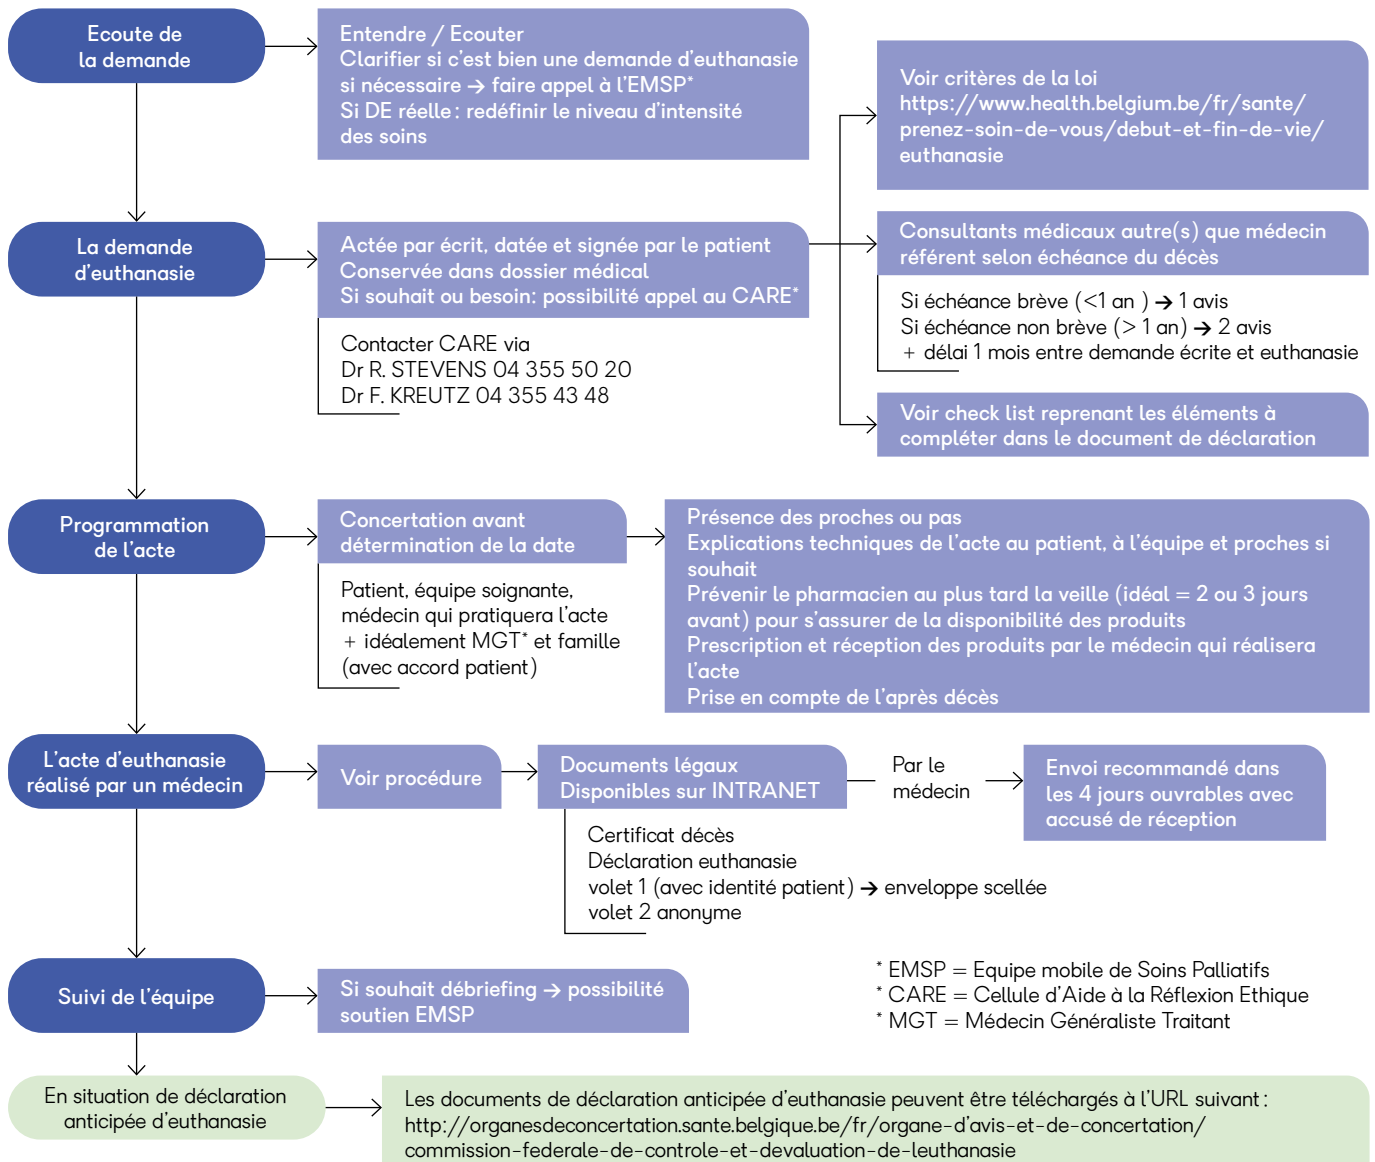 Ecoute de
la demande
Entendre / Ecouter
Clarifier si c'est bien une demande d'euthanasie
si nécessaire → faire appel à l'EMSP*
Si DE réelle : redéfinir le niveau d'intensité
des soins
Voir critères de la loi
https://www.health.belgium.be/fr/sante/
prenez-soin-de-vous/debut-et-fin-de-vie/
euthanasie
La demande
d'euthanasie
Actée par écrit, datée et signée par le patient
Conservée dans dossier médical
Si souhait ou besoin: possibilité appel au CARE*
Contacter CARE via
Dr R. STEVENS 04 355 50 20
Dr F. KREUTZ 04 355 43 48
Consultants médicaux autre(s) que médecin
référent selon échéance du décès
Si échéance brève (<1 an ) → 1 avis
Si échéance non brève (> 1 an) → 2 avis
+ délai 1 mois entre demande écrite et euthanasie
Voir check list reprenant les éléments à
compléter dans le document de déclaration
Programmation
de l'acte
Concertation avant
détermination de la date
Patient, équipe soignante,
médecin qui pratiquera l'acte
+ idéalement MGT* et famille
(avec accord patient)
Présence des proches ou pas
Explications techniques de l'acte au patient, à l'équipe et proches si
souhait
Prévenir le pharmacien au plus tard la veille (idéal = 2 ou 3 jours
avant) pour s'assurer de la disponibilité des produits
Prescription et réception des produits par le médecin qui réalisera
l'acte
Prise en compte de l'après décès
L'acte d'euthanasie
réalisé par un médecin
Voir procédure
Documents légaux
Disponibles sur INTRANET
Certificat décès
Déclaration euthanasie
volet 1 (avec identité patient) → enveloppe scellée
volet 2 anonyme
Par le
médecin
Envoi recommandé dans
les 4 jours ouvrables avec
accusé de réception
Suivi de l'équipe
Si souhait débriefing → possibilité
soutien EMSP
* EMSP = Equipe mobile de Soins Palliatifs
* CARE = Cellule d'Aide à la Réflexion Ethique
* MGT = Médecin Généraliste Traitant
En situation de déclaration
anticipée d'euthanasie
Les documents de déclaration anticipée d'euthanasie peuvent être téléchargés à l'URL suivant :
http://organesdeconcertation.sante.belgique.be/fr/organe-d'avis-et-de-concertation/
commission-federale-de-controle-et-devaluation-de-leuthanasie